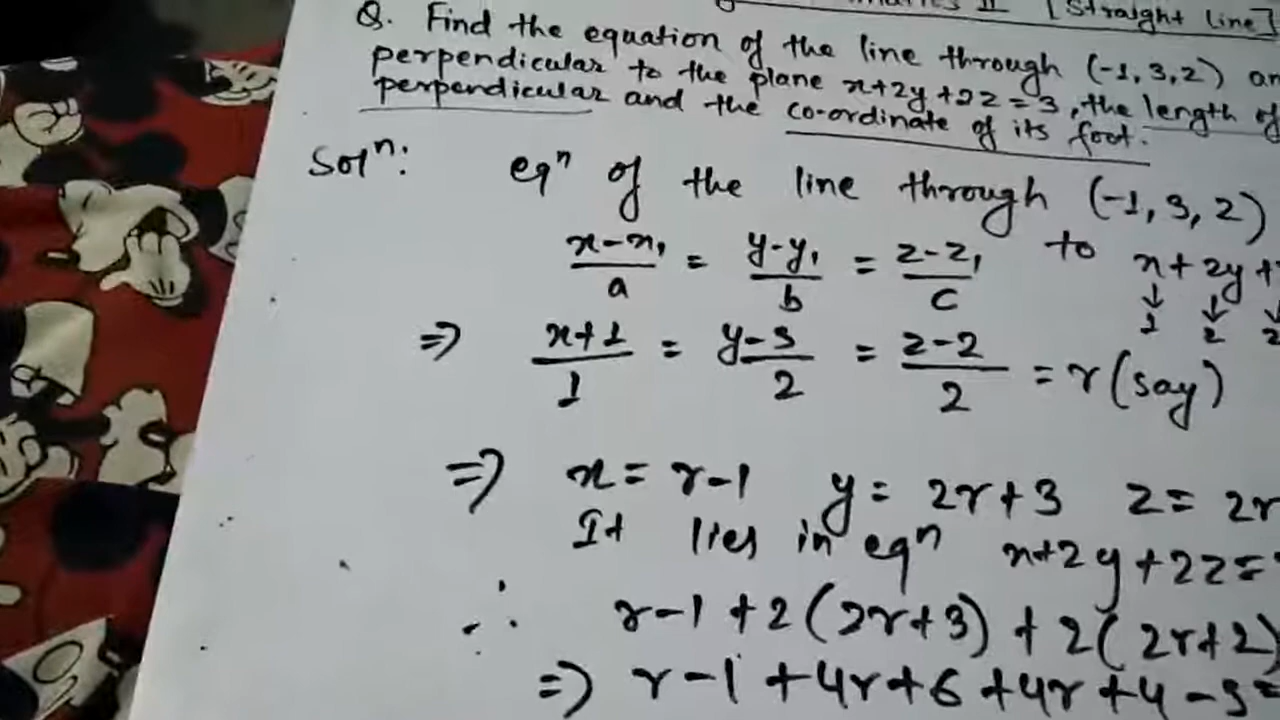 II [Straight Line]
Q. Find the equation of the line through (-1,3,2) an
perpendicular to the plane x+2y+2z=3, the length of
perpendicular and the co-ordinate of its foot.
Solⁿ: eqⁿ of the line through (-1,3,2)
x-x₁/a = y-y₁/b = z-z₁/c to x+2y+
↓ ↓ ↓
1 2 2
⇒ x+1/1 = y-3/2 = z-2/2 = r (say)
⇒ x = r-1 y = 2r+3 z = 2r
It lies in eqⁿ x+2y+2z=
∴ r-1 +2(2r+3) + 2(2r+2)
⇒ r-1 +4r+6 +4r+4 -3=